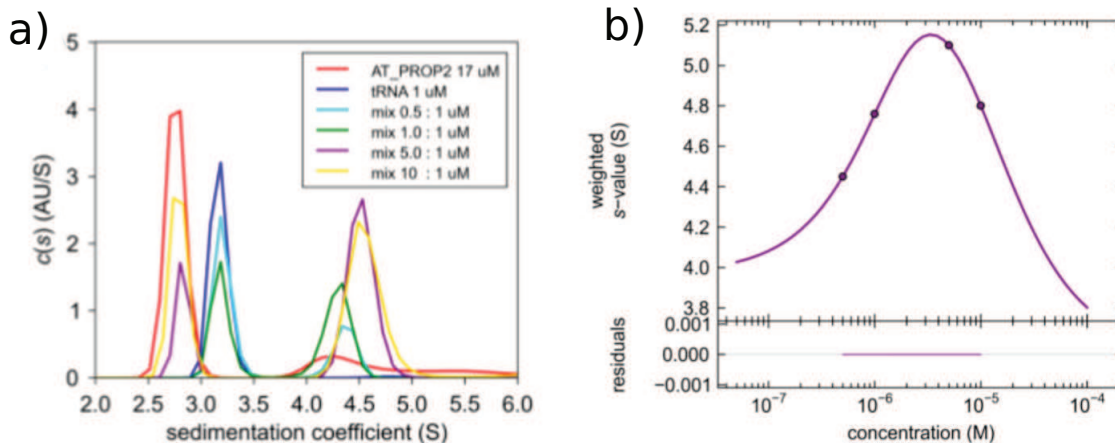 a)
5
4
3
2
1
0
c(s) (AU/S)
AT_PROP2 17 uM
tRNA 1 uM
mix 0.5 : 1 uM
mix 1.0 : 1 uM
mix 5.0 : 1 uM
mix 10 : 1 uM
2.0 2.5 3.0 3.5 4.0 4.5 5.0 5.5 6.0
sedimentation coefficient (S)
b)
5.2
5.0
4.8
4.6
4.4
4.2
4.0
3.8
weighted
s-value (S)
0.001
0.000
−0.001
residuals
10⁻⁷ 10⁻⁶ 10⁻⁵ 10⁻⁴
concentration (M)